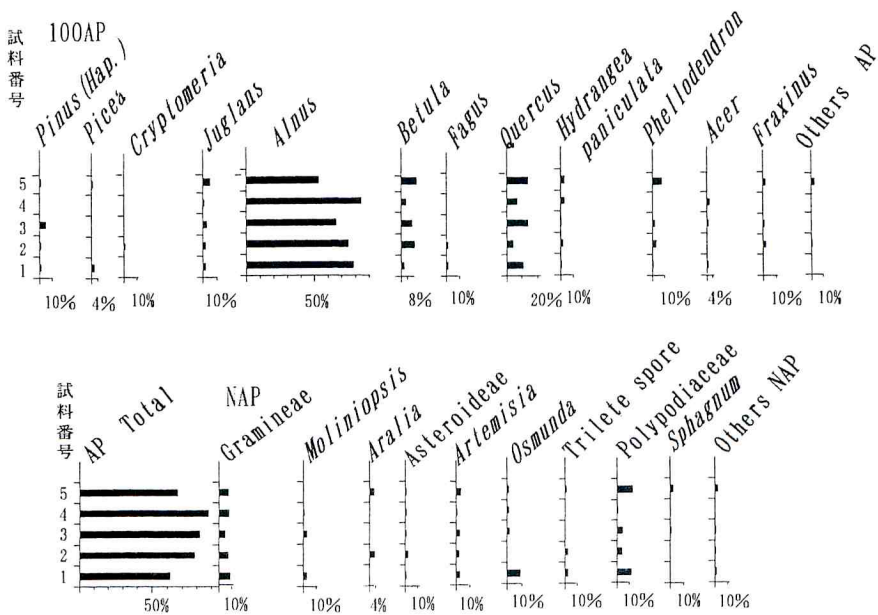 試料番号
100AP
Pinus(Hap.)
Picea
Cryptomeria
Juglans
Alnus
Betula
Fagus
Quercus
Hydrangea
paniculata
Phellodendron
Acer
Fraxinus
Others AP
5
4
3
2
1
10% 4% 10% 10% 50% 8% 10% 20% 10% 10% 4% 10% 10%
試料番号
AP Total
NAP
Gramineae
Moliniopsis
Aralia
Asteroideae
Artemisia
Osmunda
Trilete spore
Polypodiaceae
Sphagnum
Others NAP
5
4
3
2
1
50% 10% 10% 4% 10% 10% 10% 10% 10% 10% 10%